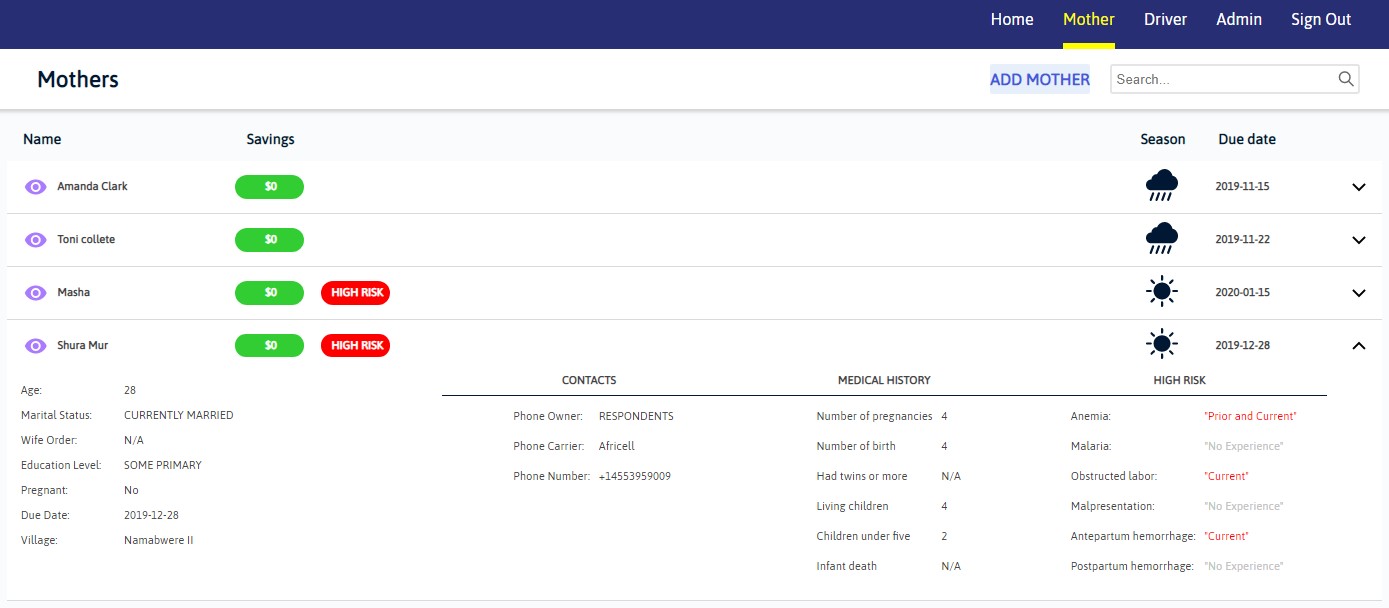 Home Mother Driver Admin Sign Out
Mothers ADD MOTHER Search...
Name Savings Season Due date
Amanda Clark $0 2019-11-15
Toni collete $0 2019-11-22
Masha $0 HIGH RISK 2020-01-15
Shura Mur $0 HIGH RISK 2019-12-28
Age: 28
Marital Status: CURRENTLY MARRIED
Wife Order: N/A
Education Level: SOME PRIMARY
Pregnant: No
Due Date: 2019-12-28
Village: Namabwere II
CONTACTS
Phone Owner: RESPONDENTS
Phone Carrier: Africell
Phone Number: +14553959009
MEDICAL HISTORY
Number of pregnancies 4
Number of birth 4
Had twins or more N/A
Living children 4
Children under five 2
Infant death N/A
HIGH RISK
Anemia: "Prior and Current"
Malaria: "No Experience"
Obstructed labor: "Current"
Malpresentation: "No Experience"
Antepartum hemorrhage: "Current"
Postpartum hemorrhage: "No Experience"